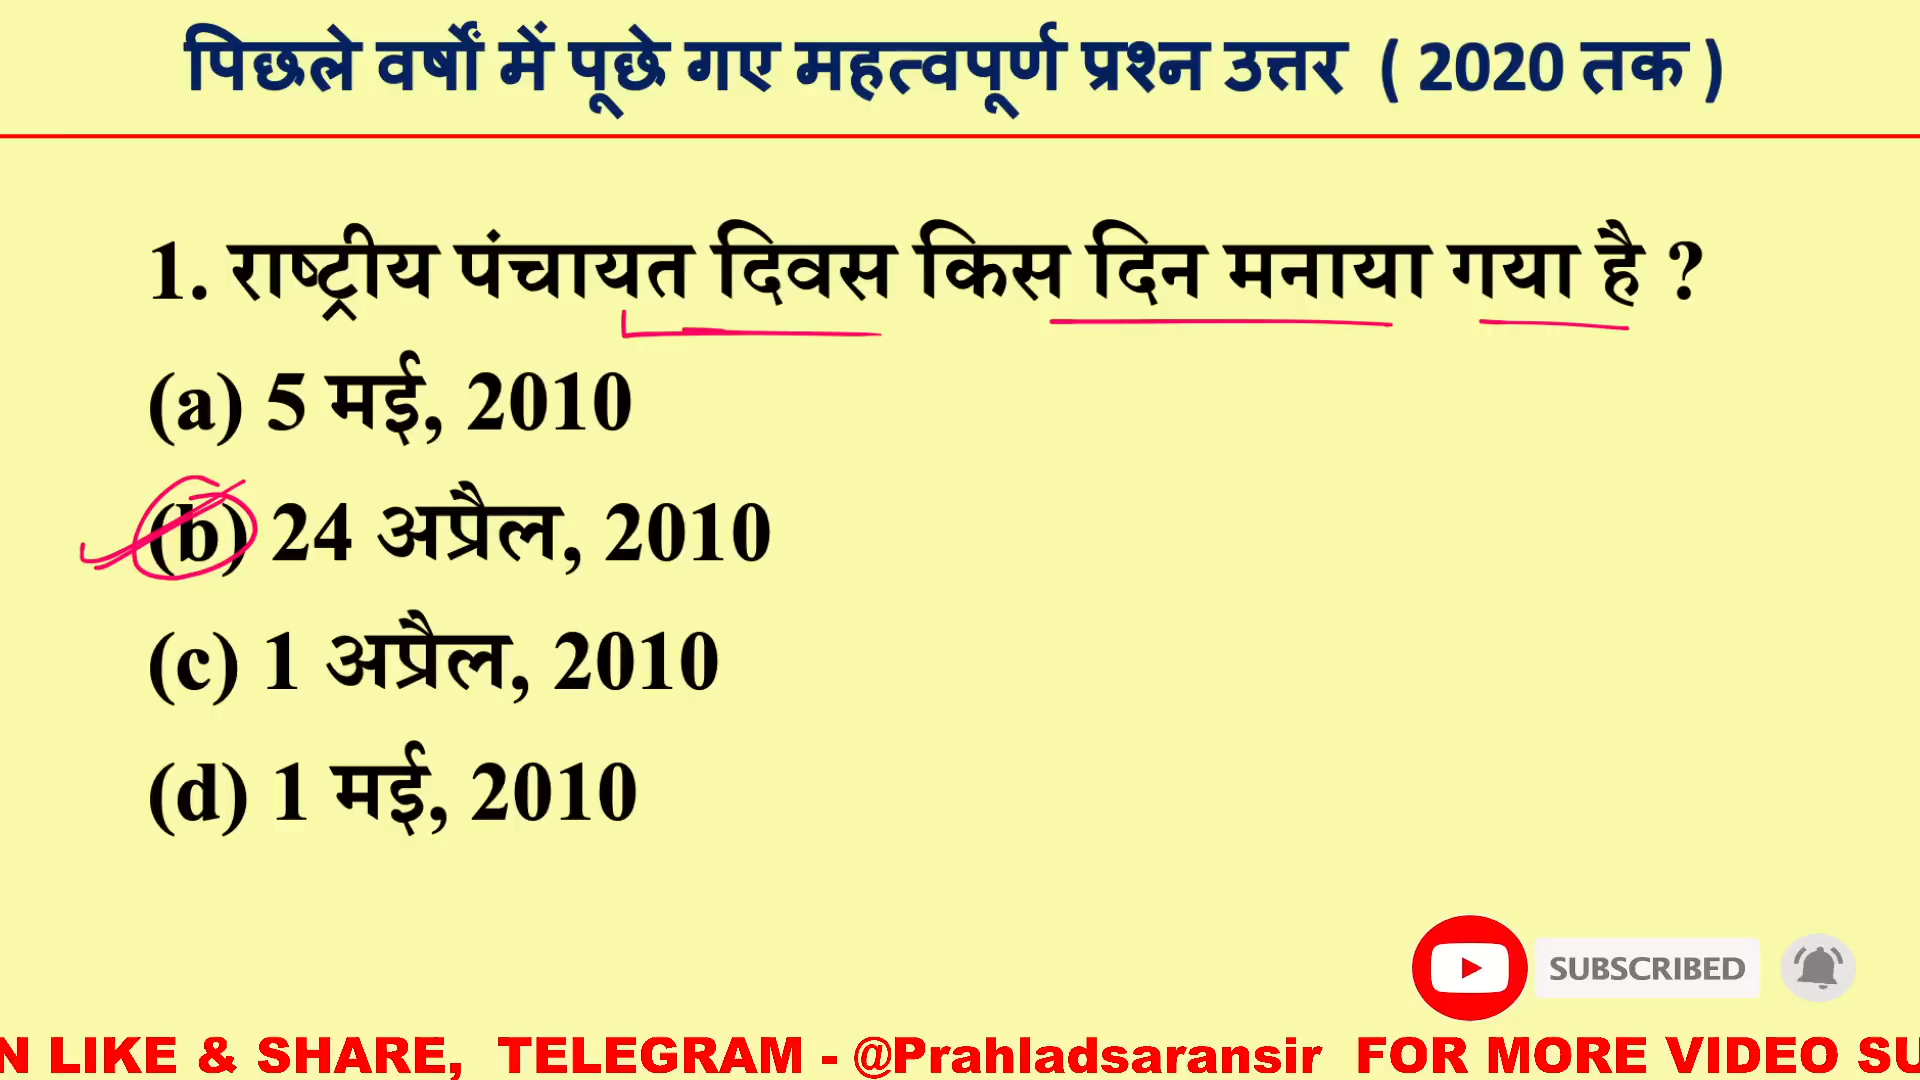 पिछले वर्षों में पूछे गए महत्वपूर्ण प्रश्न उत्तर ( 2020 तक )
1. राष्ट्रीय पंचायत दिवस किस दिन मनाया गया है ?
(a) 5 मई, 2010
(b) 24 अप्रैल, 2010
(c) 1 अप्रैल, 2010
(d) 1 मई, 2010
SUBSCRIBED
N LIKE & SHARE, TELEGRAM - @Prahladsaransir FOR MORE VIDEO SU